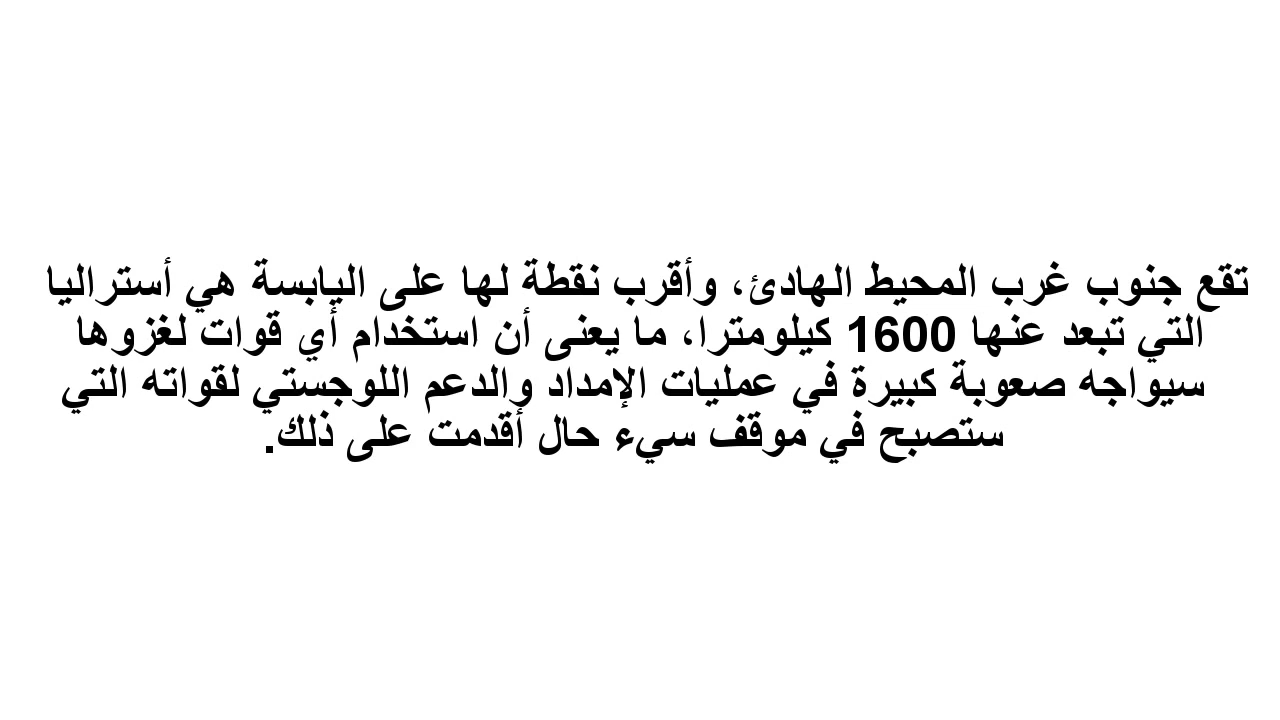 تقع جنوب غرب المحيط الهادئ، وأقرب نقطة لها على اليابسة هي أستراليا
التي تبعد عنها 1600 كيلومترا، ما يعنى أن استخدام أي قوات لغزوها
سيواجه صعوبة كبيرة في عمليات الإمداد والدعم اللوجستي لقواته التي
ستصبح في موقف سيء حال أقدمت على ذلك.